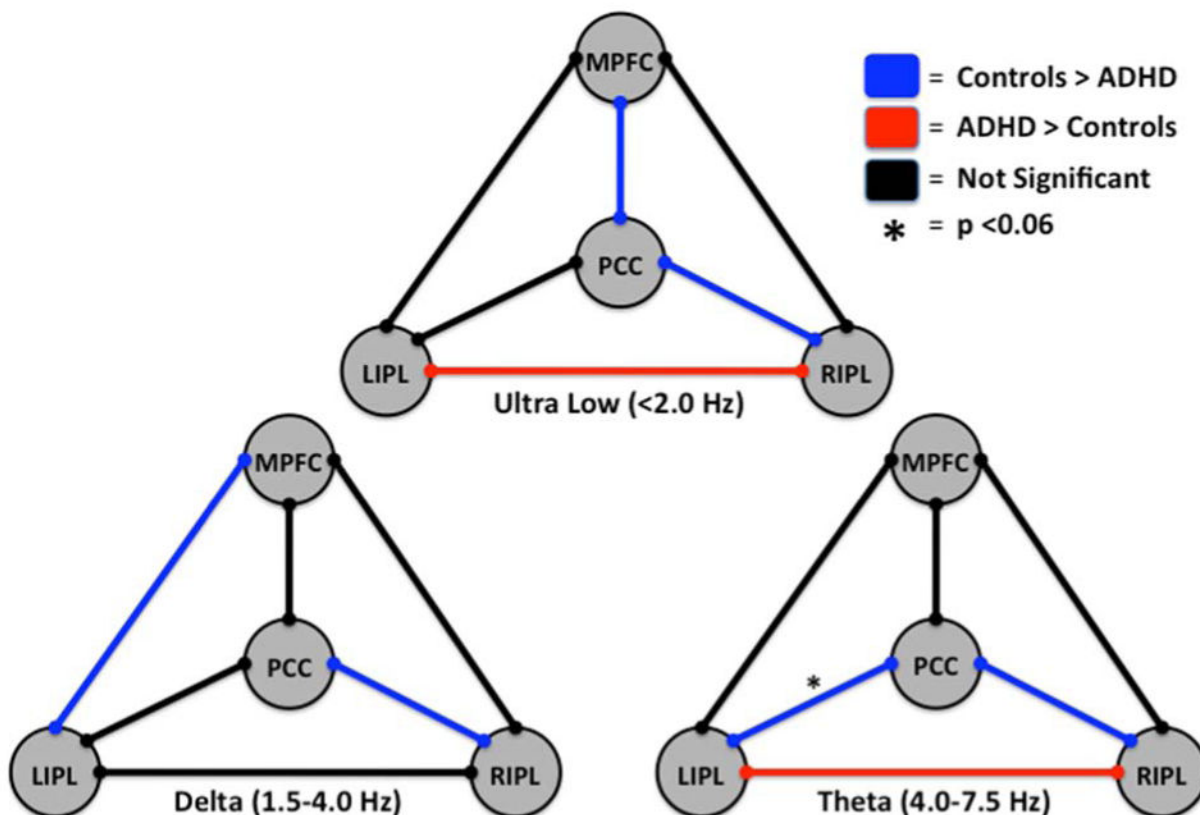 MPFC
= Controls > ADHD
= ADHD > Controls
= Not Significant
* = p <0.06
PCC
LIPL
RIPL
Ultra Low (<2.0 Hz)
MPFC
PCC
LIPL
RIPL
Delta (1.5-4.0 Hz)
MPFC
*
PCC
LIPL
RIPL
Theta (4.0-7.5 Hz)